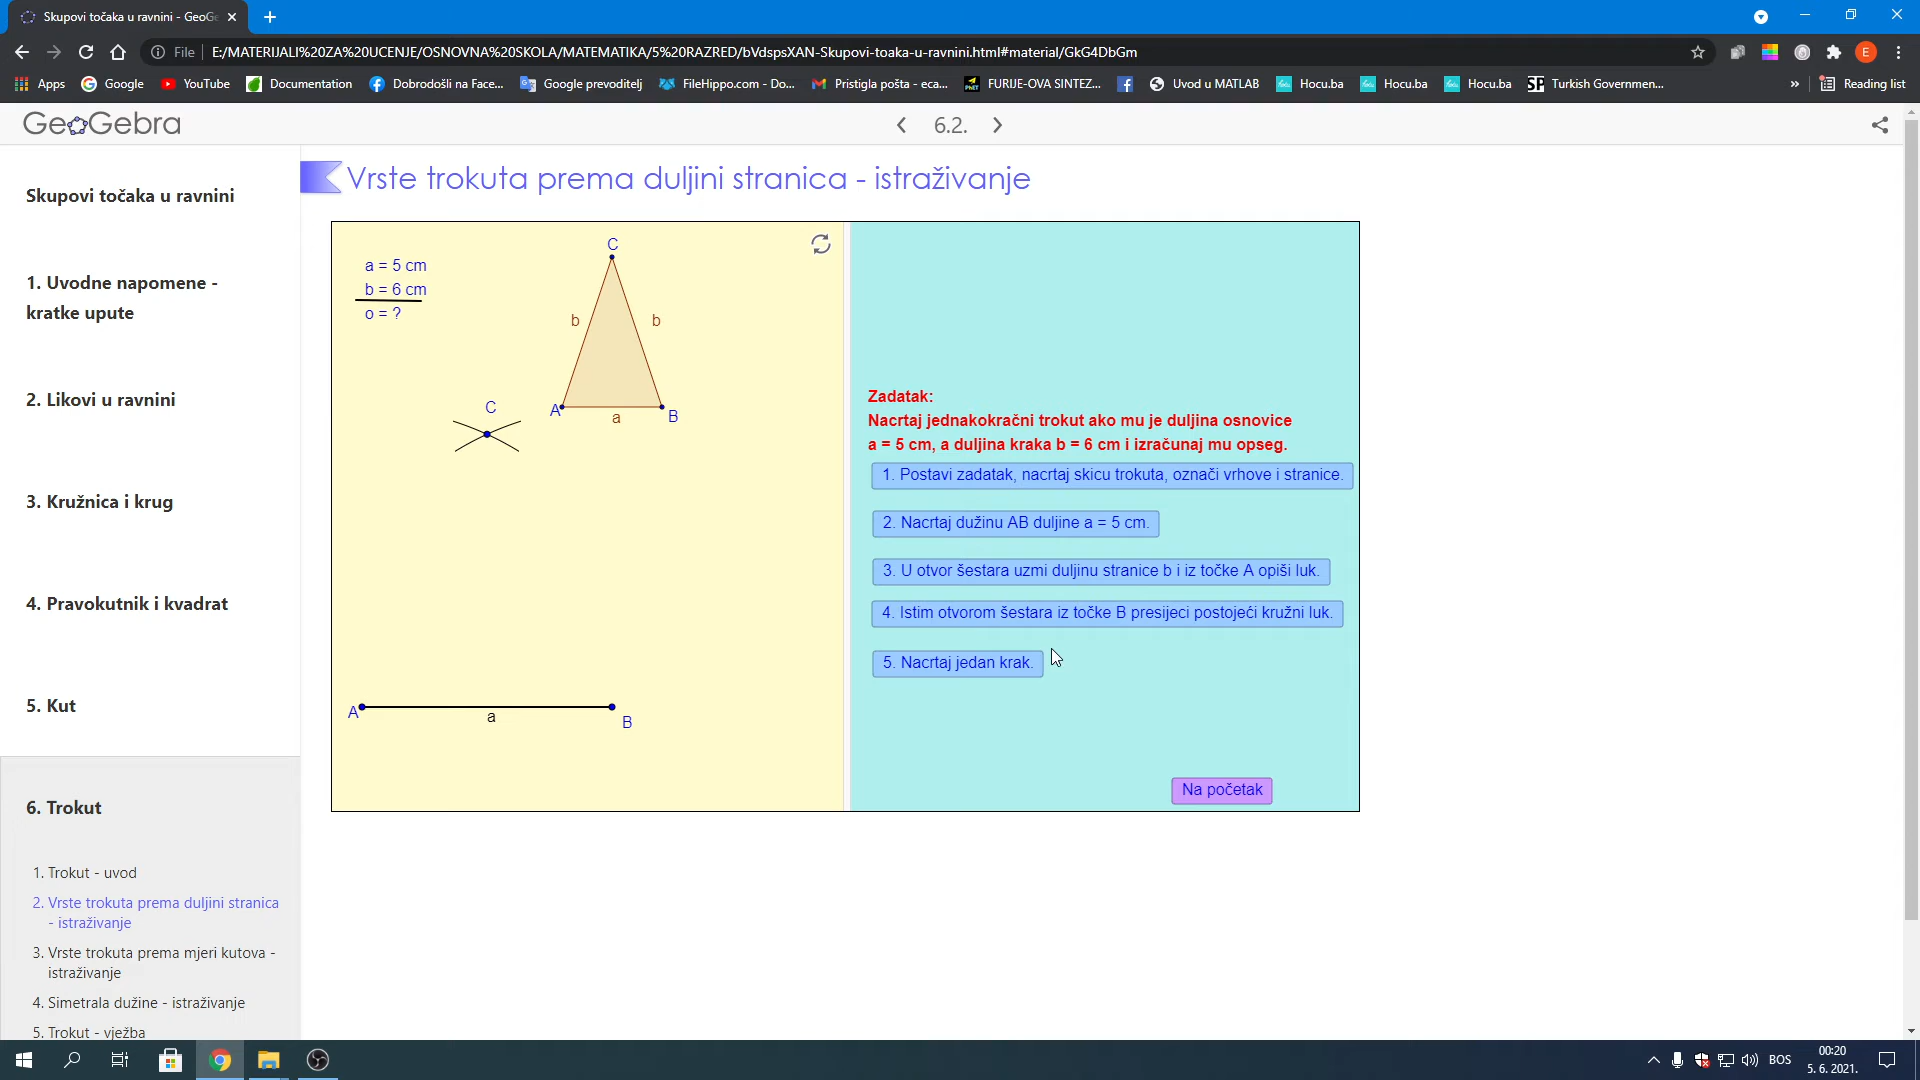 Skupovi točaka u ravnini - GeoGe
File E:/MATERIJALI%20ZA%20UCENJE/OSNOVNA%20SKOLA/MATEMATIKA/5%20RAZRED/bVdspsXAN-Skupovi-toaka-u-ravnini.html#material/GkG4DbGm
E
Apps Google YouTube Documentation Dobrodošli na Face... Google prevoditelj FileHippo.com - Do... Pristigla pošta - eca... FURIJE-OVA SINTEZ... Uvod u MATLAB Hocu.ba Hocu.ba Hocu.ba Turkish Governmen... » Reading list
GeoGebra
6.2.
Skupovi točaka u ravnini
1. Uvodne napomene -
kratke upute
2. Likovi u ravnini
3. Kružnica i krug
4. Pravokutnik i kvadrat
5. Kut
6. Trokut
1. Trokut - uvod
2. Vrste trokuta prema duljini stranica
- istraživanje
3. Vrste trokuta prema mjeri kutova -
istraživanje
4. Simetrala dužine - istraživanje
5. Trokut - vježba
Vrste trokuta prema duljini stranica - istraživanje
a = 5 cm
b = 6 cm
o = ?
C
b b
A B
a
C
A B
a
Zadatak:
Nacrtaj jednakokračni trokut ako mu je duljina osnovice
a = 5 cm, a duljina kraka b = 6 cm i izračunaj mu opseg.
1. Postavi zadatak, nacrtaj skicu trokuta, označi vrhove i stranice.
2. Nacrtaj dužinu AB duljine a = 5 cm.
3. U otvor šestara uzmi duljinu stranice b i iz točke A opiši luk.
4. Istim otvorom šestara iz točke B presijeci postojeći kružni luk.
5. Nacrtaj jedan krak.
Na početak
BOS
00:20
5. 6. 2021.